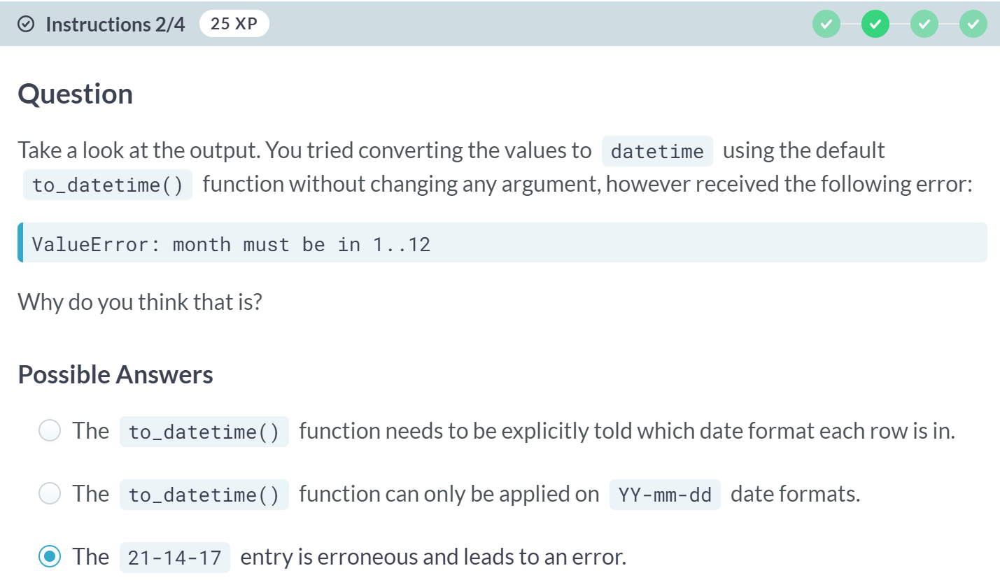 Instructions 2/4 25 XP
Question
Take a look at the output. You tried converting the values to datetime using the default
to_datetime() function without changing any argument, however received the following error:
ValueError: month must be in 1..12
Why do you think that is?
Possible Answers
The to_datetime() function needs to be explicitly told which date format each row is in.
The to_datetime() function can only be applied on YY-mm-dd date formats.
The 21-14-17 entry is erroneous and leads to an error.